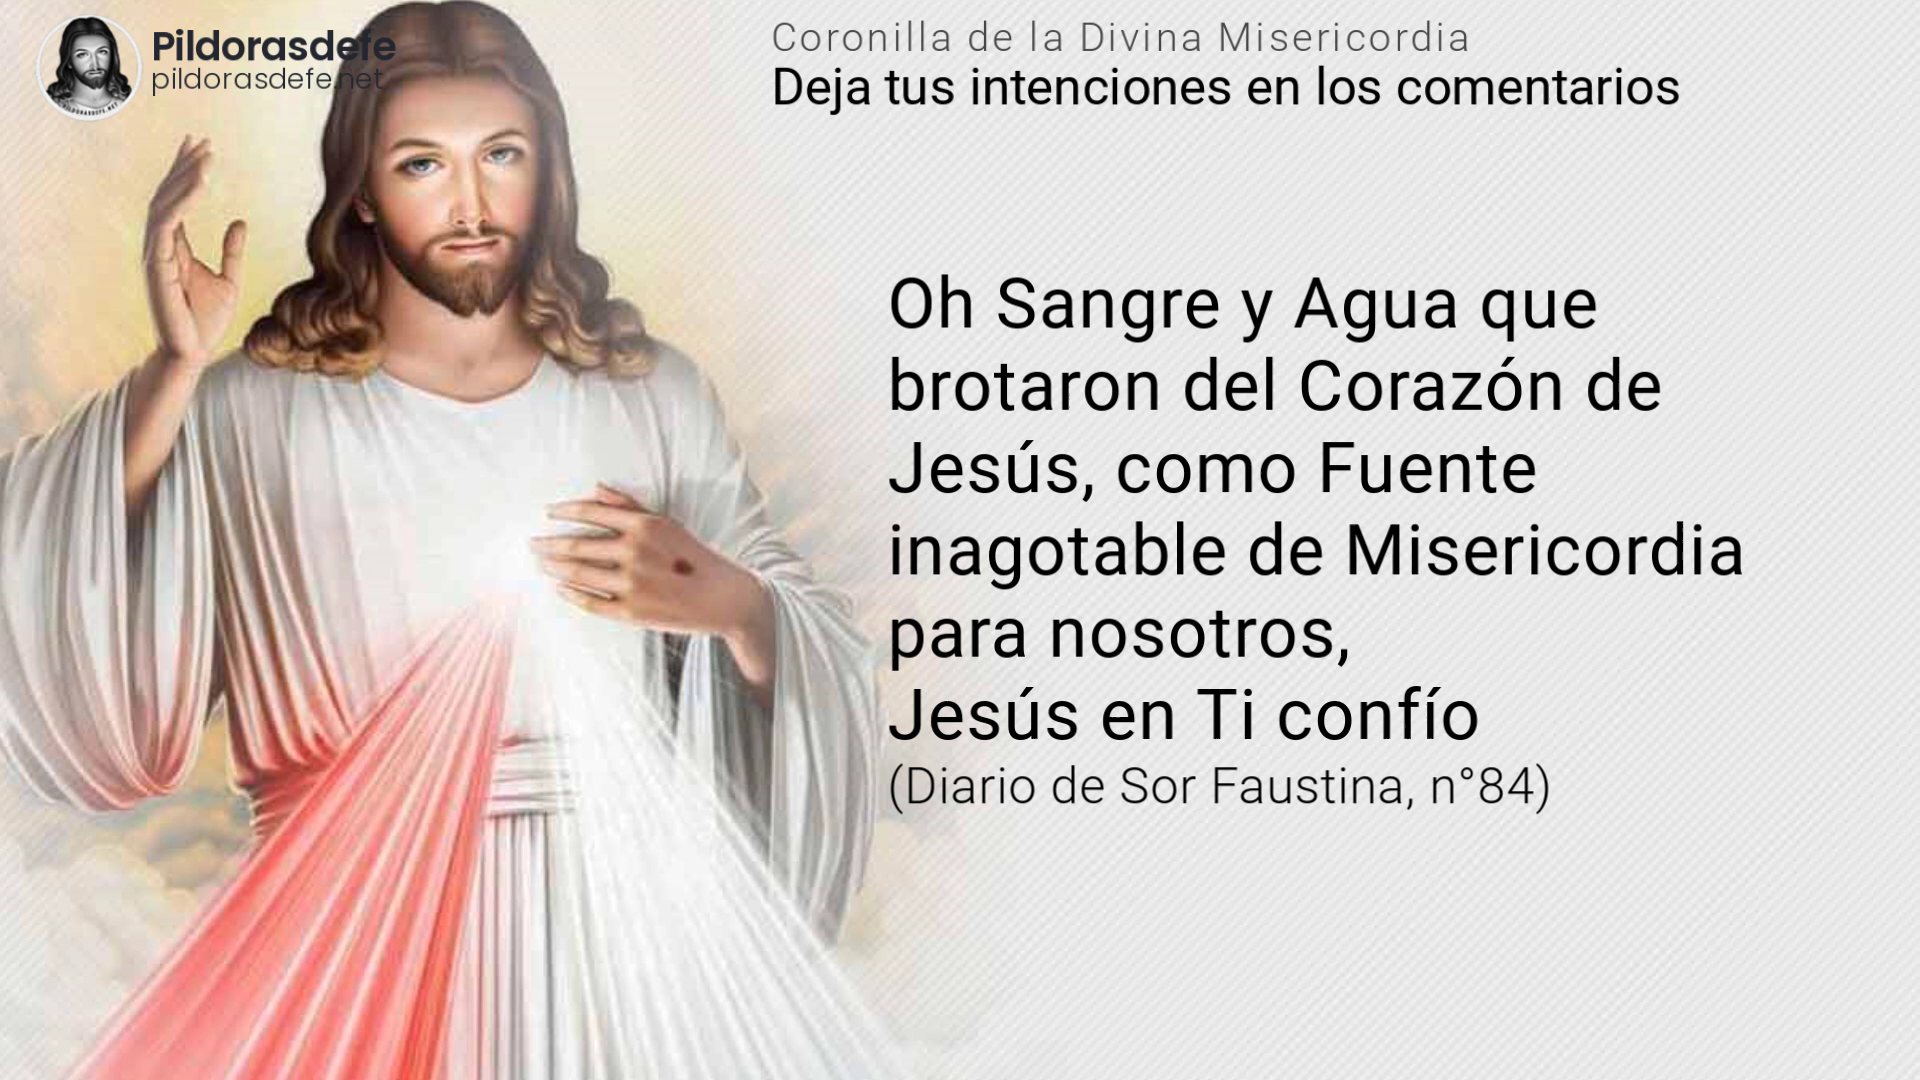 Pildorasdefe
pildorasdefe.net
Coronilla de la Divina Misericordia
Deja tus intenciones en los comentarios
Oh Sangre y Agua que
brotaron del Corazón de
Jesús, como Fuente
inagotable de Misericordia
para nosotros,
Jesús en Ti confío
(Diario de Sor Faustina, n°84)